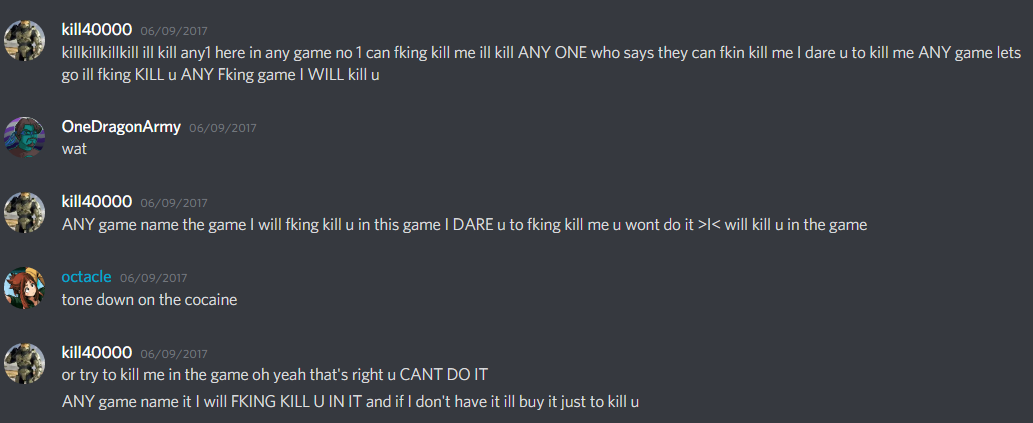 kill40000 06/09/2017
killkillkillkill ill kill any1 here in any game no 1 can fking kill me ill kill ANY ONE who says they can fkin kill me I dare u to kill me ANY game lets
go ill fking KILL u ANY Fking game I WILL kill u
OneDragonArmy 06/09/2017
wat
kill40000 06/09/2017
ANY game name the game I will fking kill u in this game I DARE u to fking kill me u wont do it >I< will kill u in the game
octacle 06/09/2017
tone down on the cocaine
kill40000 06/09/2017
or try to kill me in the game oh yeah that's right u CANT DO IT
ANY game name it I will FKING KILL U IN IT and if I don't have it ill buy it just to kill u